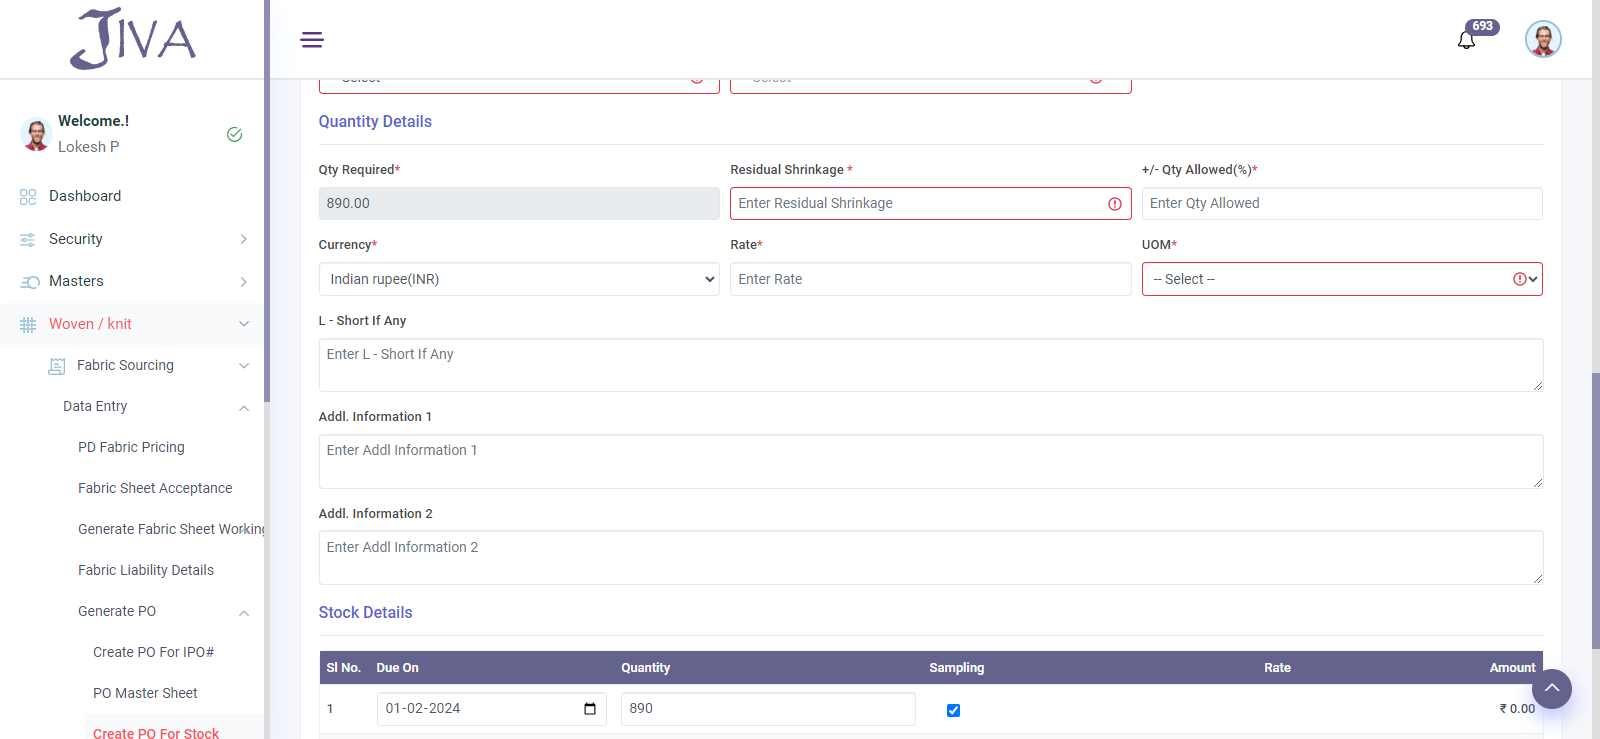 JIVA
693
Welcome.!
Lokesh P
Dashboard
Security
Masters
Woven / knit
Fabric Sourcing
Data Entry
PD Fabric Pricing
Fabric Sheet Acceptance
Generate Fabric Sheet Working
Fabric Liability Details
Generate PO
Create PO For IPO#
PO Master Sheet
Create PO For Stock
Quantity Details
Qty Required* Residual Shrinkage * +/- Qty Allowed(%)*
890.00 Enter Residual Shrinkage Enter Qty Allowed
Currency* Rate* UOM*
Indian rupee(INR) Enter Rate -- Select --
L - Short If Any
Enter L - Short If Any
Addl. Information 1
Enter Addl Information 1
Addl. Information 2
Enter Addl Information 2
Stock Details
Sl No. Due On Quantity Sampling Rate Amount
1 01-02-2024 890 ₹ 0.00